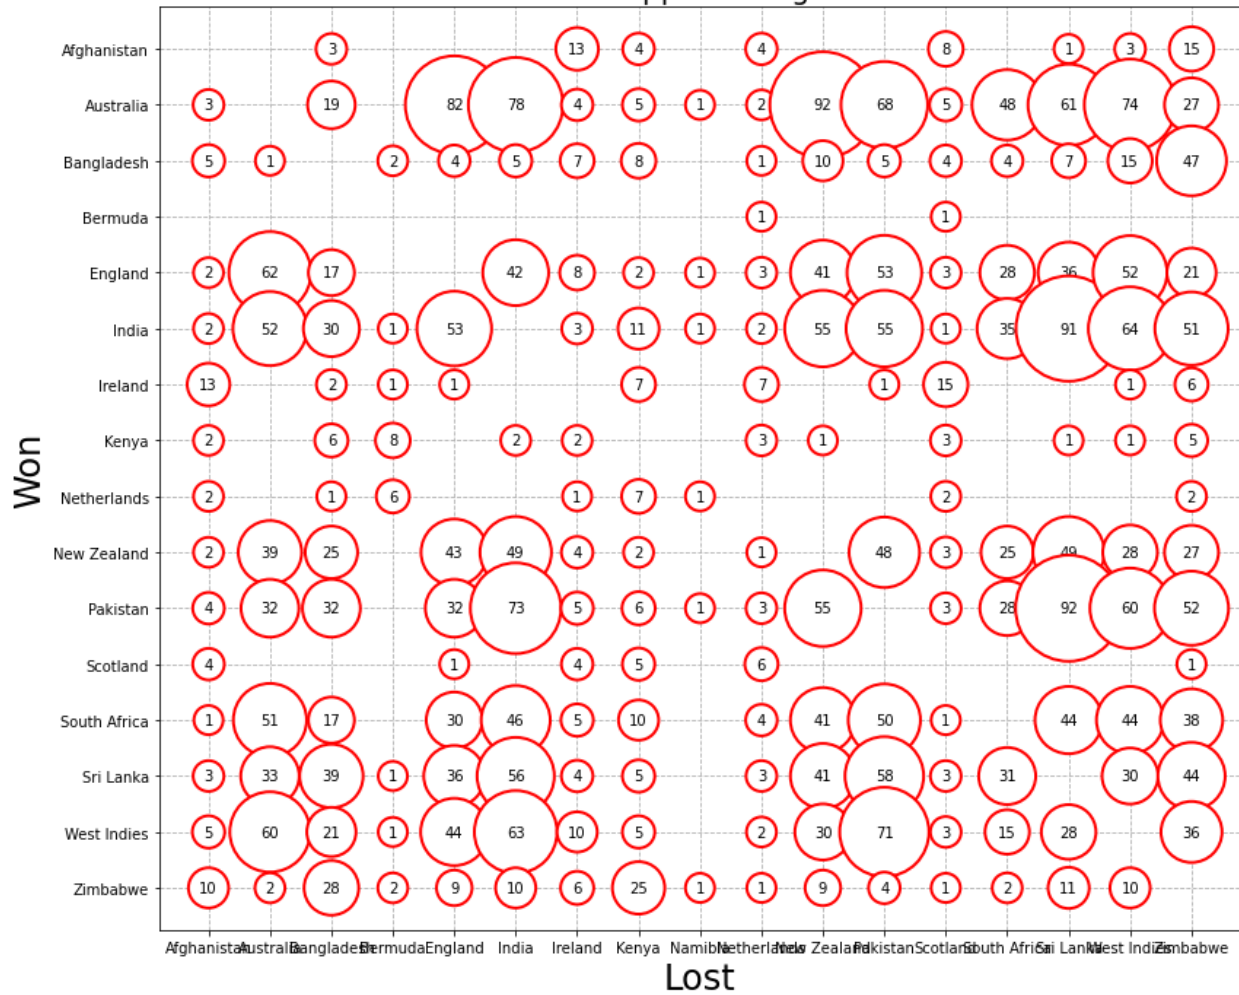 Afghanistan 3 13 4 4 8 1 3 15
Australia 3 19 82 78 4 5 1 2 92 68 5 48 61 74 27
Bangladesh 5 1 2 4 5 7 8 1 10 5 4 4 7 15 47
Bermuda 1 1
England 2 62 17 42 8 2 1 3 41 53 3 28 36 52 21
India 2 52 30 1 53 3 11 1 2 55 55 1 35 91 64 51
Ireland 13 2 1 1 7 7 1 15 1 6
Kenya 2 6 8 2 2 3 1 3 1 1 5
Won
Netherlands 2 1 6 1 7 1 2 2
New Zealand 2 39 25 43 49 4 2 1 48 3 25 49 28 27
Pakistan 4 32 32 32 73 5 6 1 3 55 3 28 92 60 52
Scotland 4 1 4 5 6 1
South Africa 1 51 17 30 46 5 10 4 41 50 1 44 44 38
Sri Lanka 3 33 39 1 36 56 4 5 3 41 58 3 31 30 44
West Indies 5 60 21 1 44 63 10 5 2 30 71 3 15 28 36
Zimbabwe 10 2 28 2 9 10 6 25 1 1 9 4 1 2 11 10
Afghanistan Australia Bangladesh Bermuda England India Ireland Kenya Namibia Netherlands New Zealand Pakistan Scotland South Africa Sri Lanka West Indies Zimbabwe
Lost